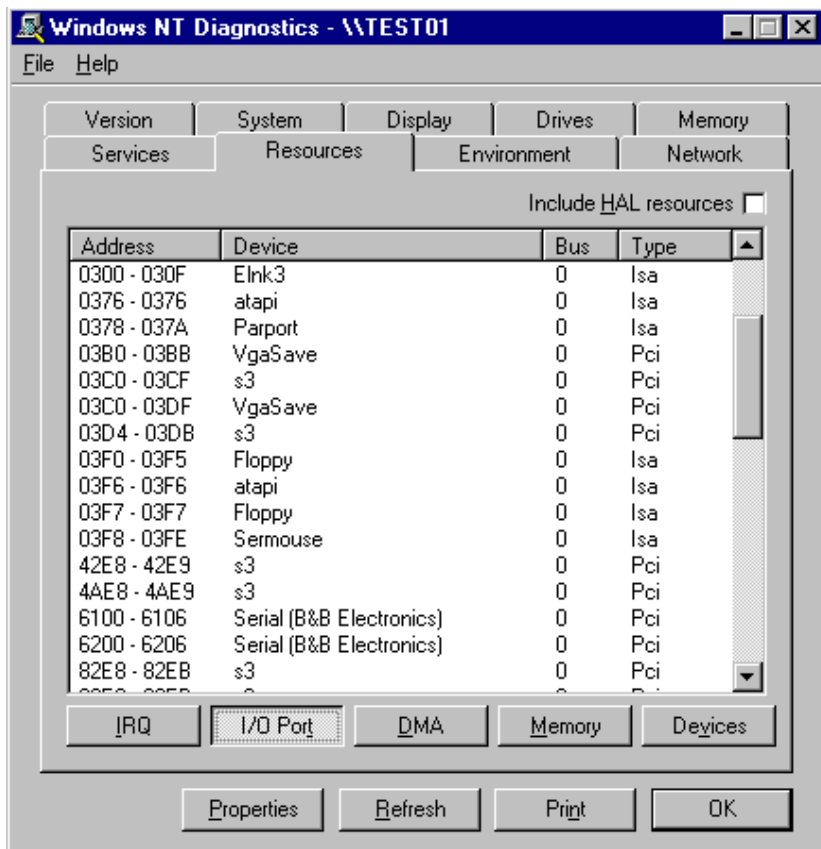 Windows NT Diagnostics - \\TEST01
File Help
Version System Display Drives Memory
Services Resources Environment Network
Include HAL resources
Address Device Bus Type
0300 - 030F Elnk3 0 Isa
0376 - 0376 atapi 0 Isa
0378 - 037A Parport 0 Isa
03B0 - 03BB VgaSave 0 Pci
03C0 - 03CF s3 0 Pci
03C0 - 03DF VgaSave 0 Pci
03D4 - 03DB s3 0 Pci
03F0 - 03F5 Floppy 0 Isa
03F6 - 03F6 atapi 0 Isa
03F7 - 03F7 Floppy 0 Isa
03F8 - 03FE Sermouse 0 Isa
42E8 - 42E9 s3 0 Pci
4AE8 - 4AE9 s3 0 Pci
6100 - 6106 Serial (B&B Electronics) 0 Pci
6200 - 6206 Serial (B&B Electronics) 0 Pci
82E8 - 82EB s3 0 Pci
IRQ I/O Port DMA Memory Devices
Properties Refresh Print OK